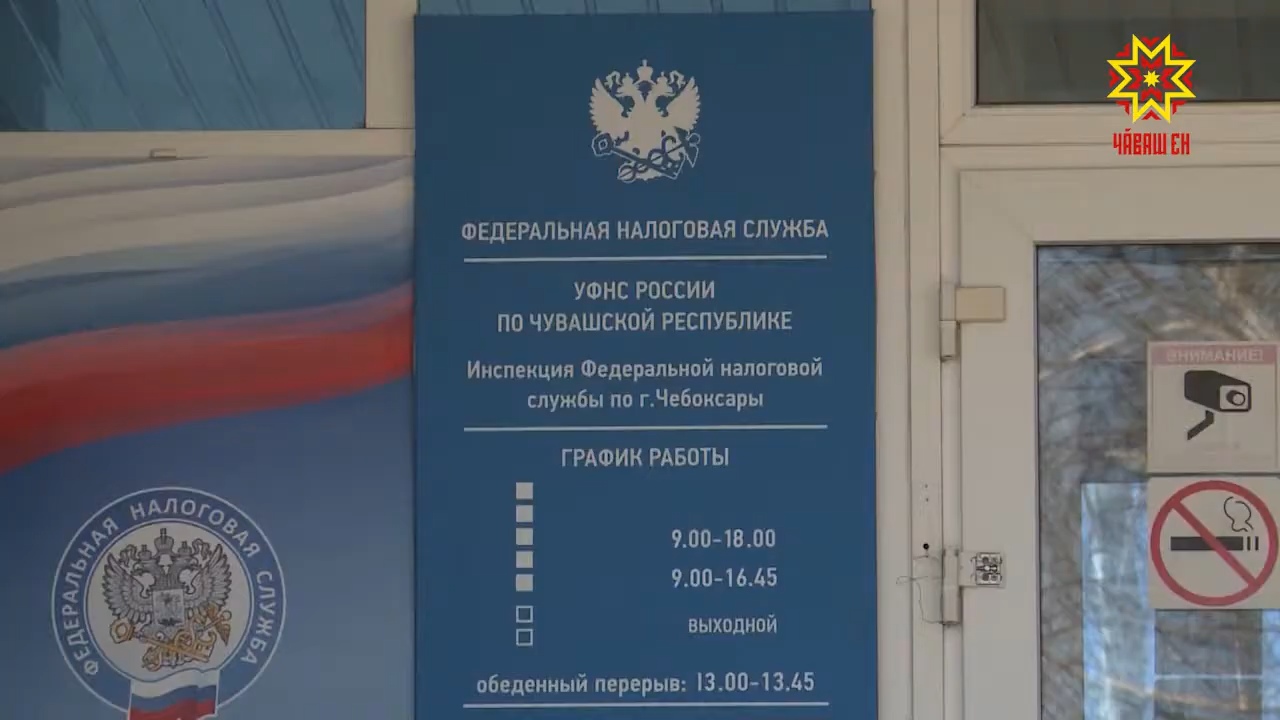 ЧӐВАШ ЕН
ФЕДЕРАЛЬНАЯ НАЛОГОВАЯ СЛУЖБА
УФНС РОССИИ
ПО ЧУВАШСКОЙ РЕСПУБЛИКЕ
Инспекция Федеральной налоговой
службы по г.Чебоксары
ГРАФИК РАБОТЫ
9.00-18.00
9.00-16.45
выходной
обеденный перерыв: 13.00-13.45
ФЕДЕРАЛЬНАЯ НАЛОГОВАЯ СЛУЖБА
ВНИМАНИЕ!